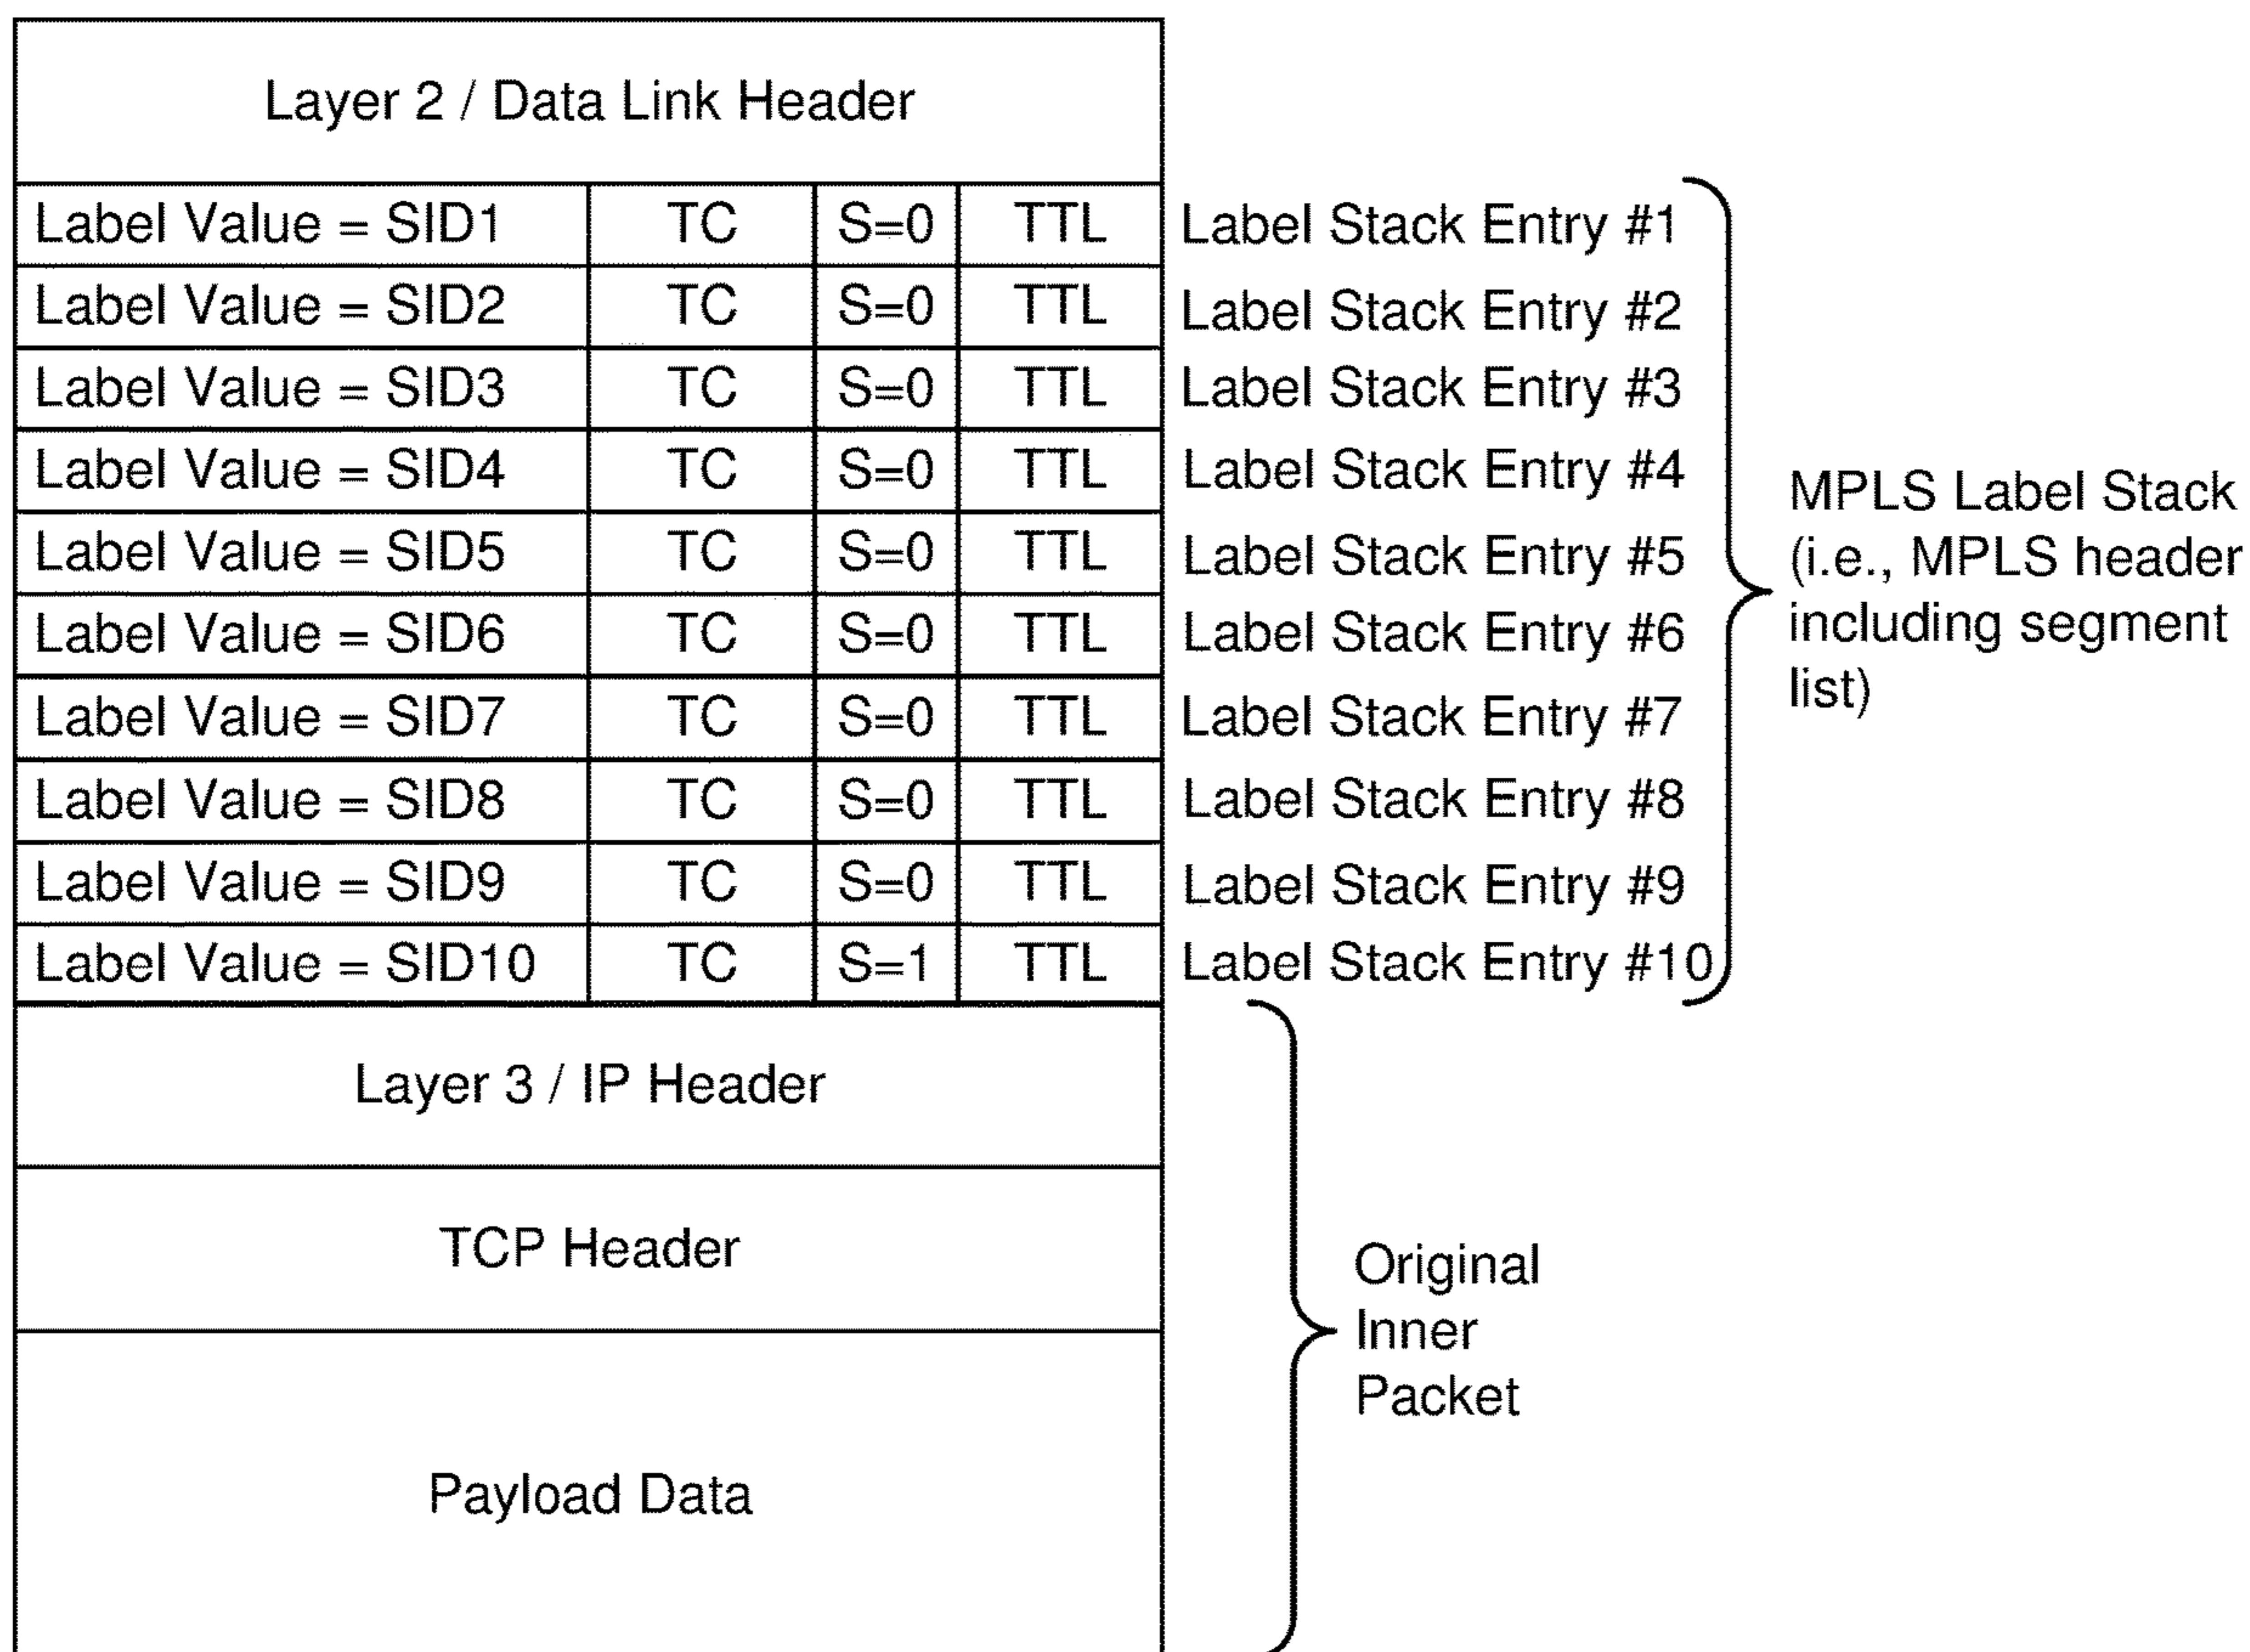 Layer 2 / Data Link Header
Label Value = SID1 TC S=0 TTL Label Stack Entry #1
Label Value = SID2 TC S=0 TTL Label Stack Entry #2
Label Value = SID3 TC S=0 TTL Label Stack Entry #3
Label Value = SID4 TC S=0 TTL Label Stack Entry #4
Label Value = SID5 TC S=0 TTL Label Stack Entry #5
Label Value = SID6 TC S=0 TTL Label Stack Entry #6
Label Value = SID7 TC S=0 TTL Label Stack Entry #7
Label Value = SID8 TC S=0 TTL Label Stack Entry #8
Label Value = SID9 TC S=0 TTL Label Stack Entry #9
Label Value = SID10 TC S=1 TTL Label Stack Entry #10
MPLS Label Stack
(i.e., MPLS header
including segment
list)
Layer 3 / IP Header
TCP Header
Payload Data
Original
Inner
Packet